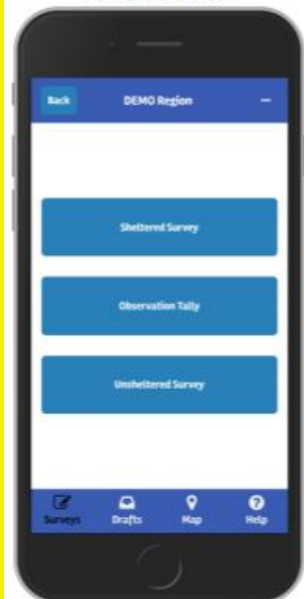 Back DEMO Region
Sheltered Survey
Observation Tally
Unsheltered Survey
Surveys Drafts Map Help